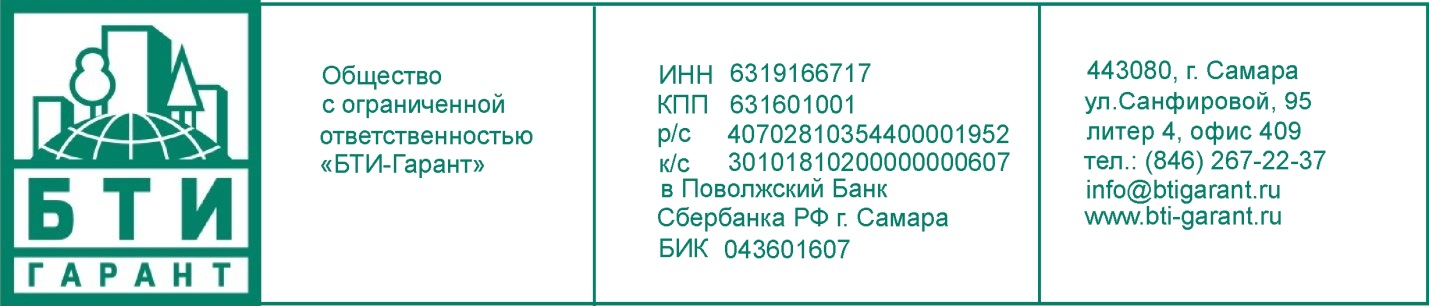 БТИ
ГАРАНТ
Общество
с ограниченной
ответственностью
«БТИ-Гарант»
ИНН 6319166717
КПП 631601001
р/с 40702810354400001952
к/с 30101810200000000607
в Поволжский Банк
Сбербанка РФ г. Самара
БИК 043601607
443080, г. Самара
ул.Санфировой, 95
литер 4, офис 409
тел.: (846) 267-22-37
info@btigarant.ru
www.bti-garant.ru